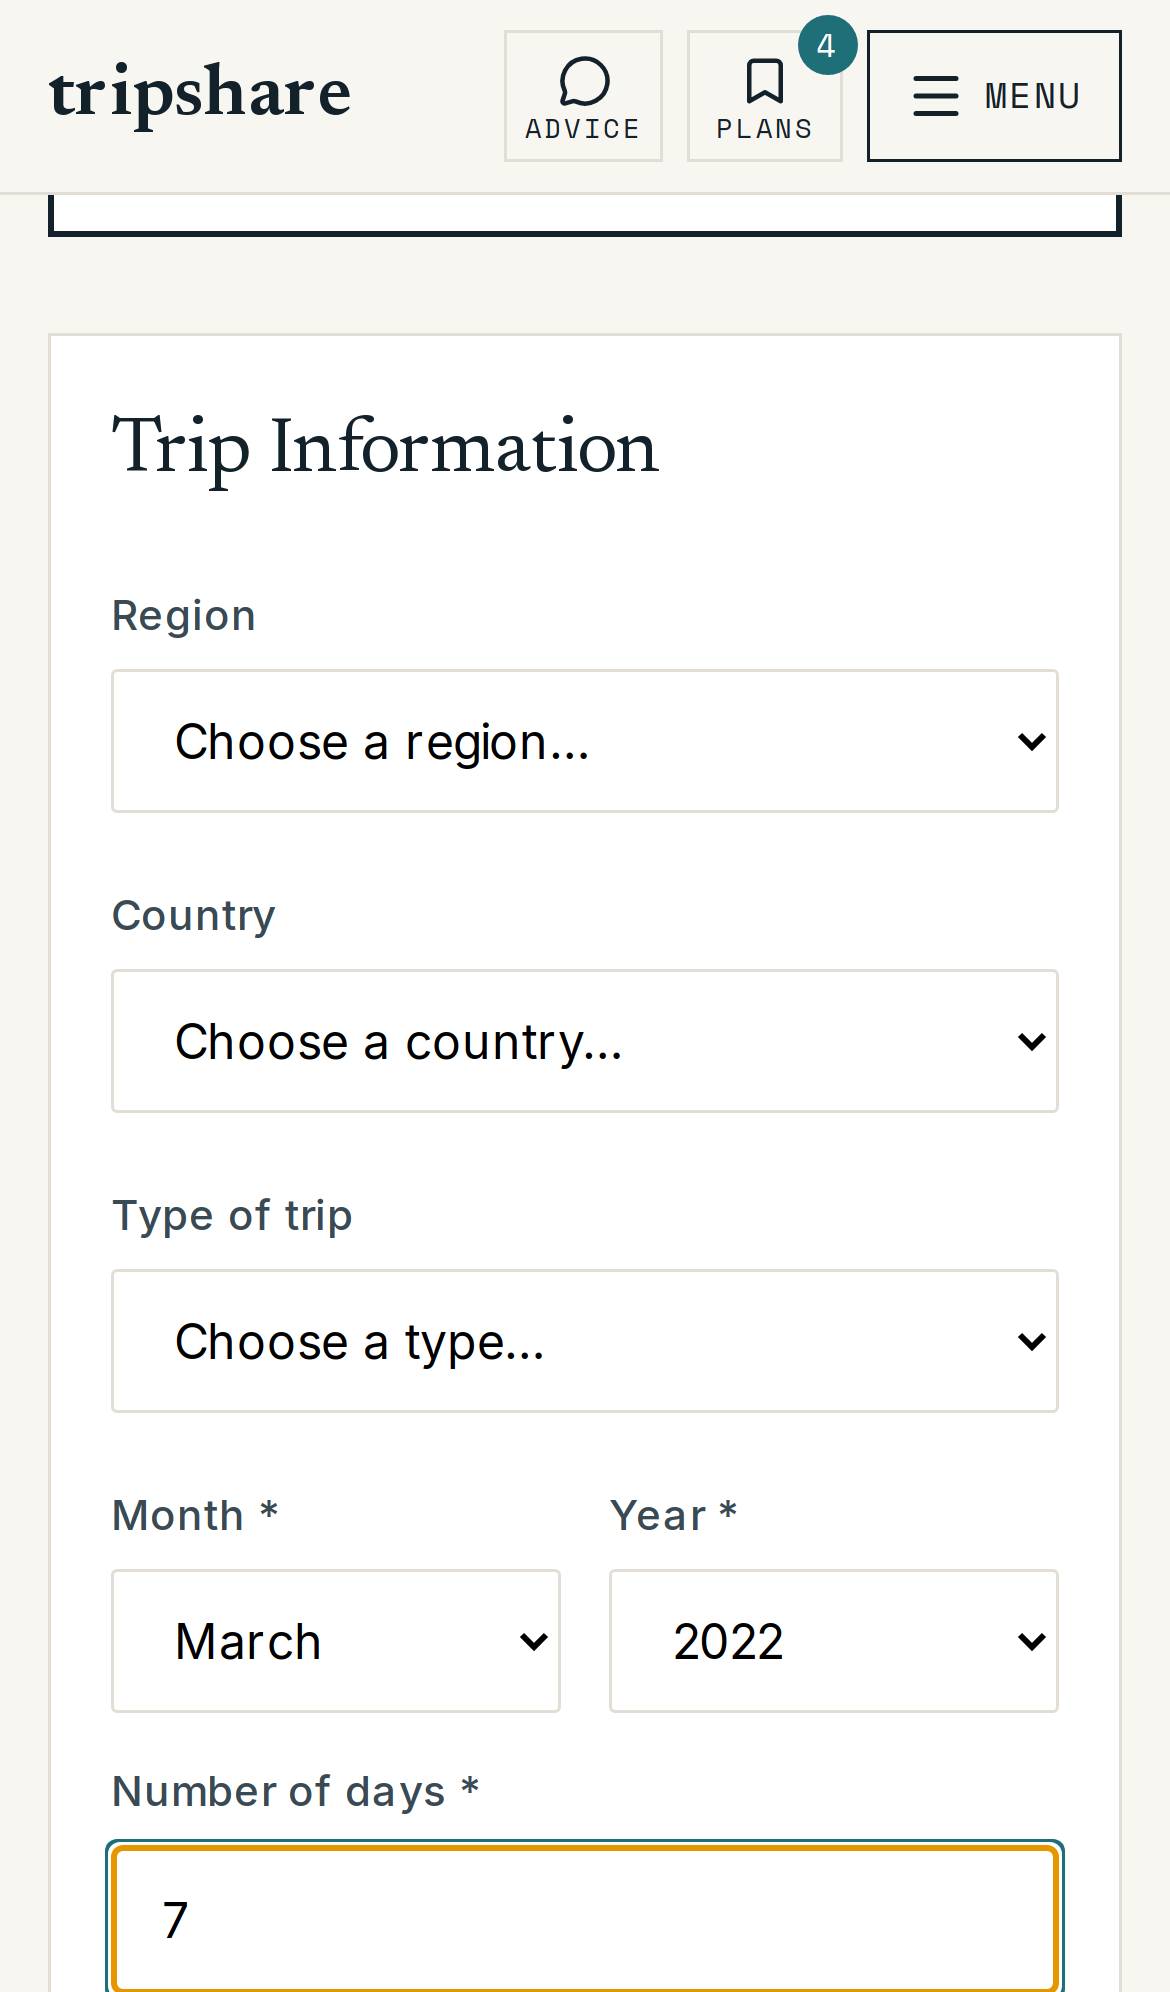 tripshare
ADVICE
PLANS
4
MENU
Trip Information
Region
Choose a region...
Country
Choose a country...
Type of trip
Choose a type...
Month *
Year *
March
2022
Number of days *
7